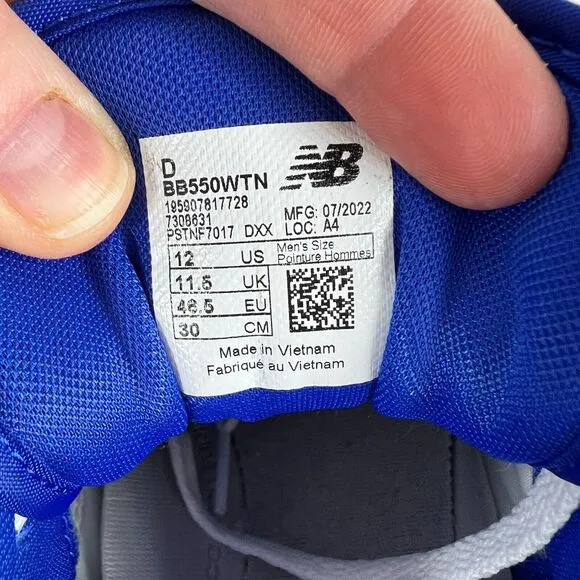 D
BB550WTN
NB
195907817728
7308631
MFG: 07/2022
PSTNF7017 DXX LOC: A4
12 US Men's Size
Pointure Hommes
11.5 UK
46.5 EU
30 CM
Made in Vietnam
Fabriqué au Vietnam